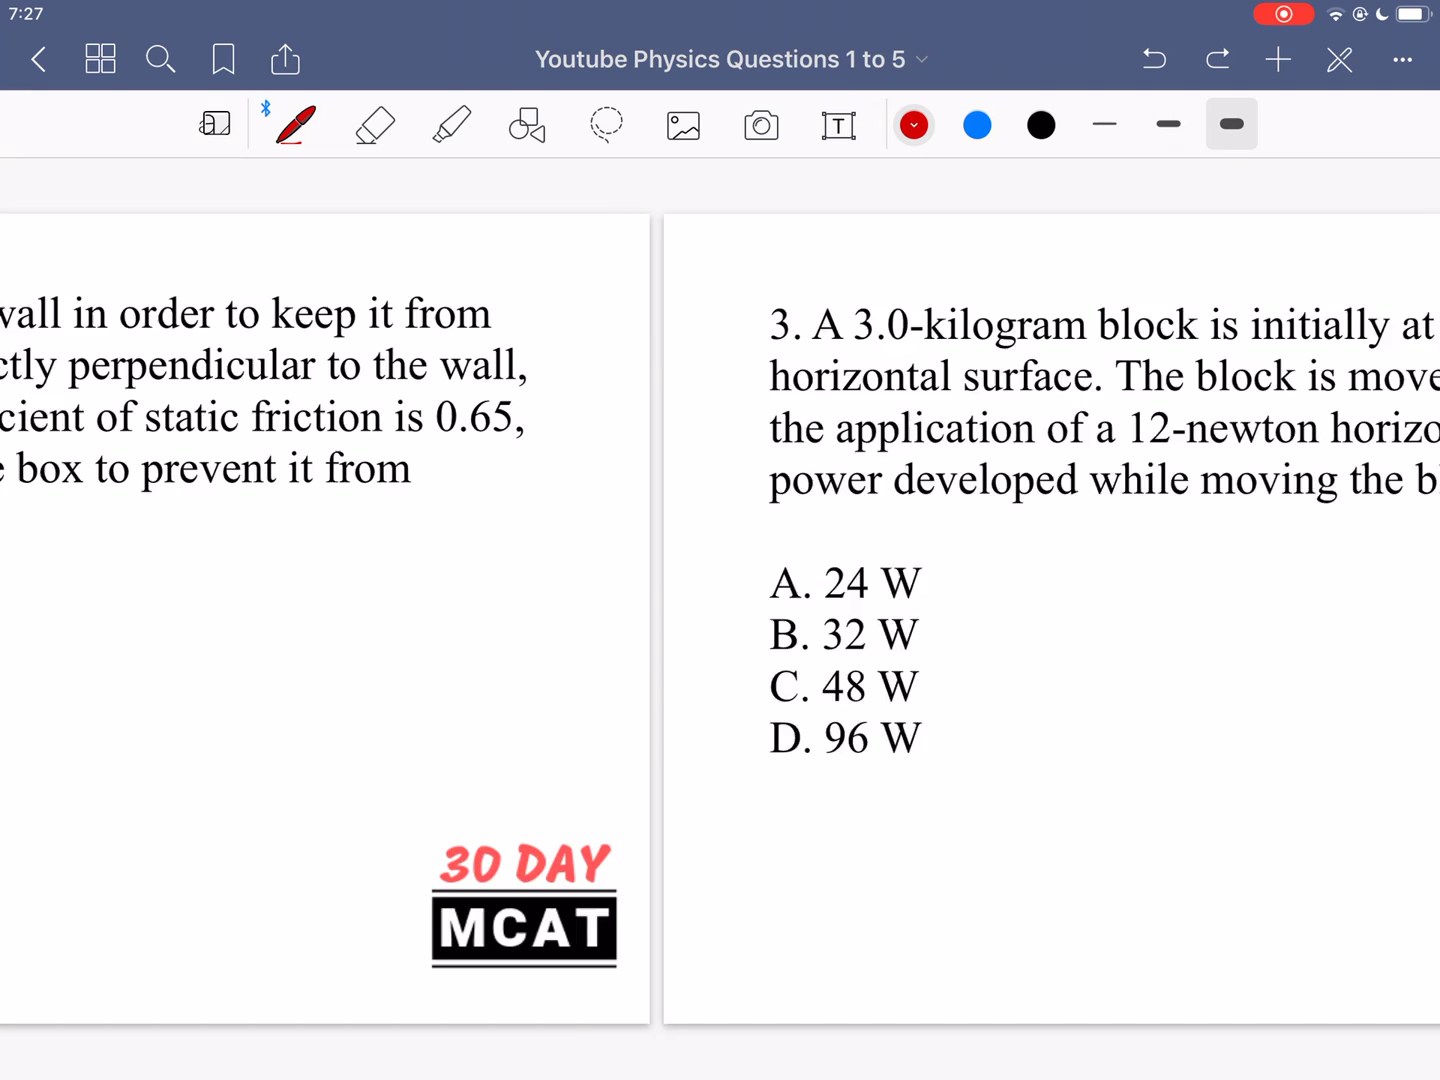 7:27
Youtube Physics Questions 1 to 5
T
wall in order to keep it from
ctly perpendicular to the wall,
cient of static friction is 0.65,
e box to prevent it from
30 DAY
MCAT
3. A 3.0-kilogram block is initially at
horizontal surface. The block is move
the application of a 12-newton horizo
power developed while moving the b
A. 24 W
B. 32 W
C. 48 W
D. 96 W